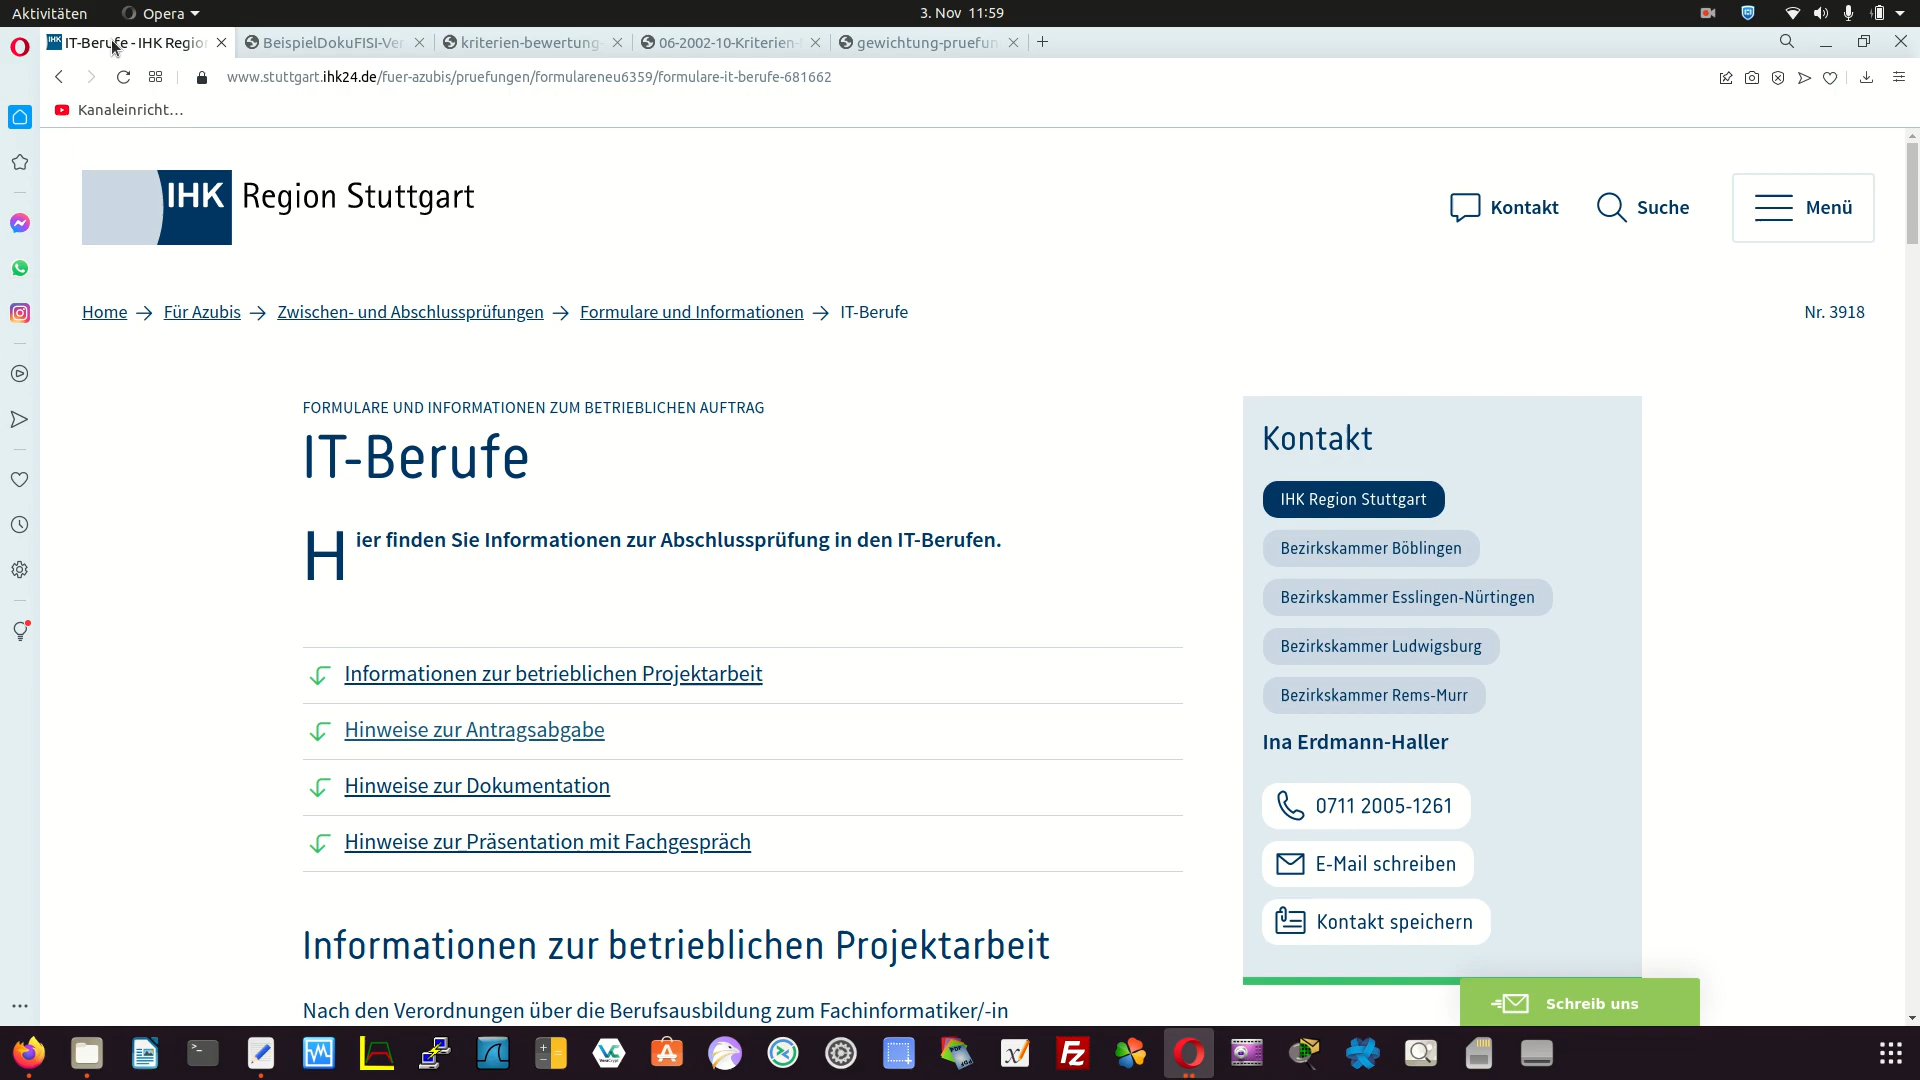 Aktivitäten
Opera
3. Nov 11:59
IT-Berufe - IHK Regio
BeispielDokuFISI-Ver
kriterien-bewertung-
06-2002-10-Kriterien-
gewichtung-pruefun
www.stuttgart.ihk24.de/fuer-azubis/pruefungen/formulareneu6359/formulare-it-berufe-681662
Kanaleinricht...
IHK Region Stuttgart
Kontakt
Suche
Menü
Home → Für Azubis → Zwischen- und Abschlussprüfungen → Formulare und Informationen → IT-Berufe
Nr. 3918
FORMULARE UND INFORMATIONEN ZUM BETRIEBLICHEN AUFTRAG
IT-Berufe
Hier finden Sie Informationen zur Abschlussprüfung in den IT-Berufen.
Informationen zur betrieblichen Projektarbeit
Hinweise zur Antragsabgabe
Hinweise zur Dokumentation
Hinweise zur Präsentation mit Fachgespräch
Informationen zur betrieblichen Projektarbeit
Nach den Verordnungen über die Berufsausbildung zum Fachinformatiker/-in
Kontakt
IHK Region Stuttgart
Bezirkskammer Böblingen
Bezirkskammer Esslingen-Nürtingen
Bezirkskammer Ludwigsburg
Bezirkskammer Rems-Murr
Ina Erdmann-Haller
0711 2005-1261
E-Mail schreiben
Kontakt speichern
Schreib uns